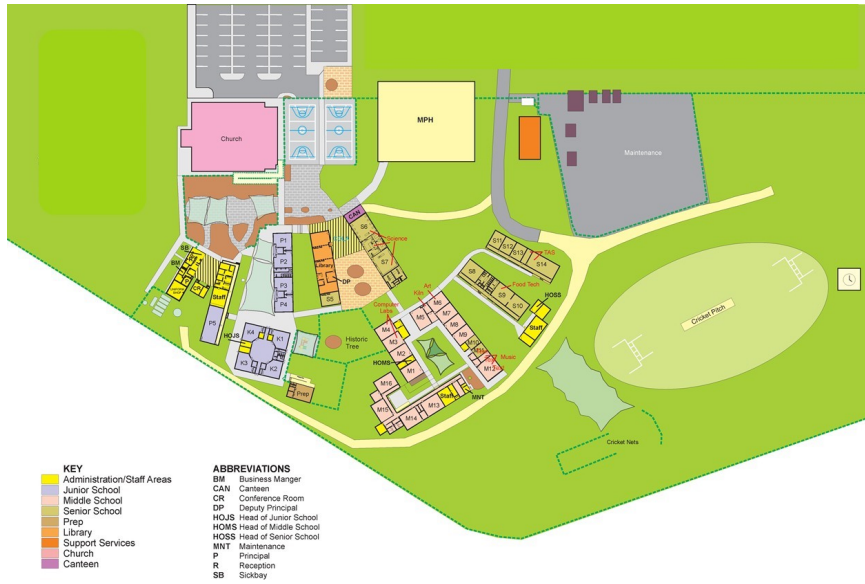 Church
MPH
Maintenance
CAN
S6
Science
S7
SB
BM
CR
Staff
P1
P2
P3
P4
P5
Library
DP
S5
S11
S12
S13
S14
TAS
S8
Food Tech
S9
S10
HOSS
Staff
Art
Kiln
Computer
Labs
M6
M5
M7
M8
M9
M10
M12
Music
M4
M3
M2
M1
HOMS
M16
M15
M14
M13
Staff
MNT
HOJS
K4
K1
K3
K2
Historic
Tree
Prep
Cricket Pitch
Cricket Nets
KEY
Administration/Staff Areas
Junior School
Middle School
Senior School
Prep
Library
Support Services
Church
Canteen
ABBREVIATIONS
BM Business Manger
CAN Canteen
CR Conference Room
DP Deputy Principal
HOJS Head of Junior School
HOMS Head of Middle School
HOSS Head of Senior School
MNT Maintenance
P Principal
R Reception
SB Sickbay